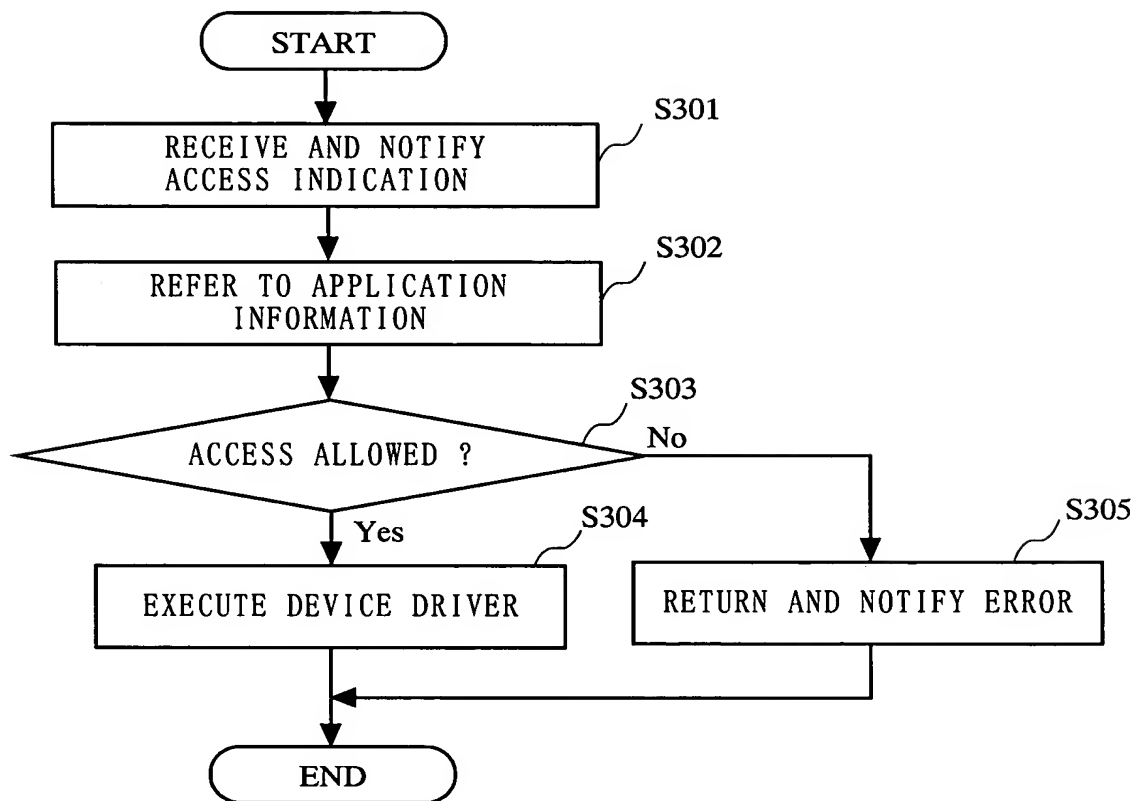 START
S301
RECEIVE AND NOTIFY
ACCESS INDICATION
S302
REFER TO APPLICATION
INFORMATION
S303
ACCESS ALLOWED ?
No
Yes
S304
S305
EXECUTE DEVICE DRIVER
RETURN AND NOTIFY ERROR
END